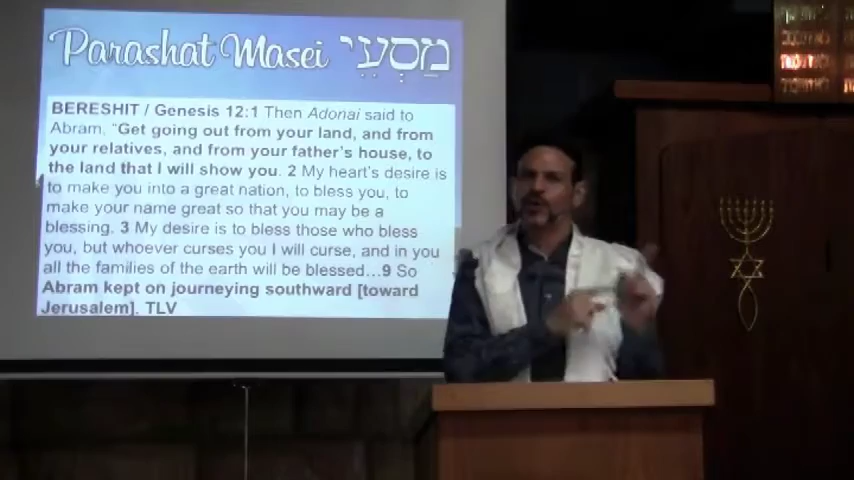 Parashat Masei מַסְעֵי
BERESHIT / Genesis 12:1 Then Adonai said to
Abram, “Get going out from your land, and from
your relatives, and from your father’s house, to
the land that I will show you. 2 My heart’s desire is
to make you into a great nation, to bless you, to
make your name great so that you may be a
blessing. 3 My desire is to bless those who bless
you, but whoever curses you I will curse, and in you
all the families of the earth will be blessed…9 So
Abram kept on journeying southward [toward
Jerusalem]. TLV